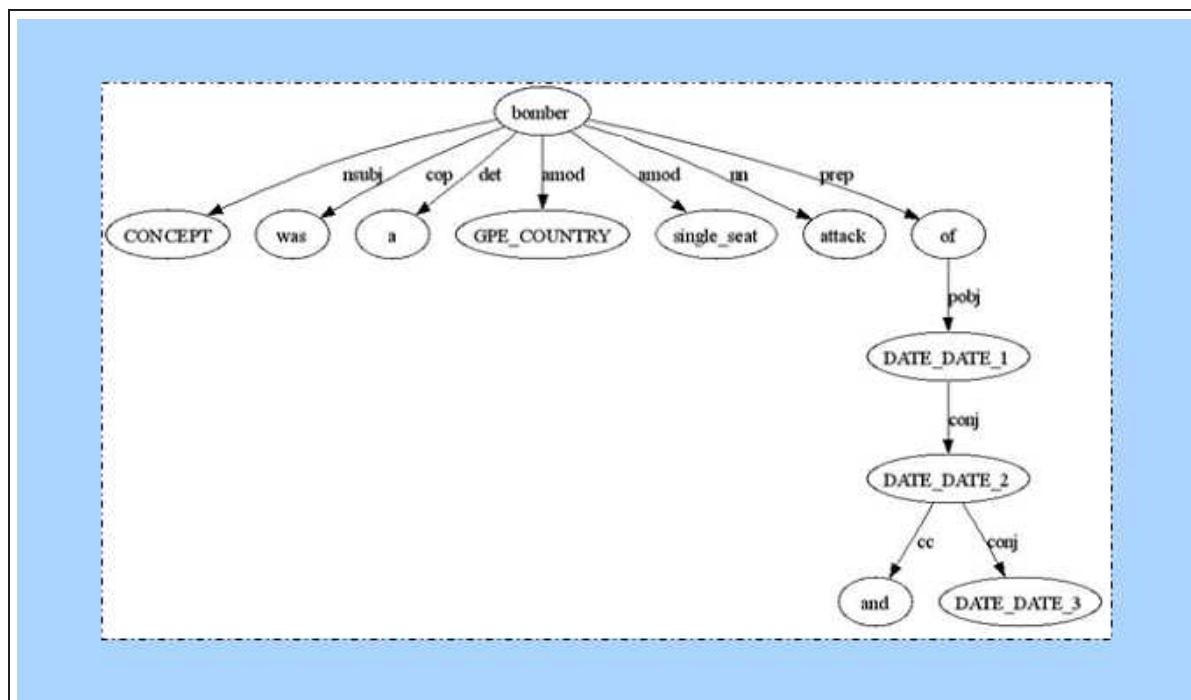 bomber
nsubj cop det amod amod nn prep
CONCEPT was a GPE_COUNTRY single_seat attack of
pobj
DATE_DATE_1
conj
DATE_DATE_2
cc conj
and DATE_DATE_3